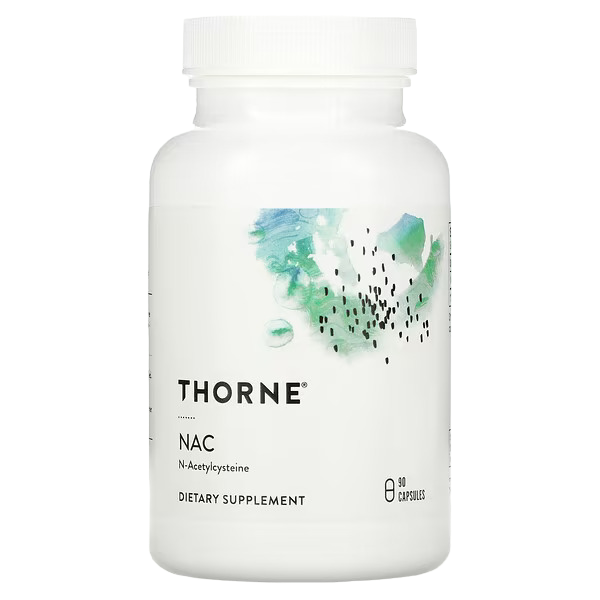 THORNE®
NAC
N-Acetylcysteine
DIETARY SUPPLEMENT
90
CAPSULES